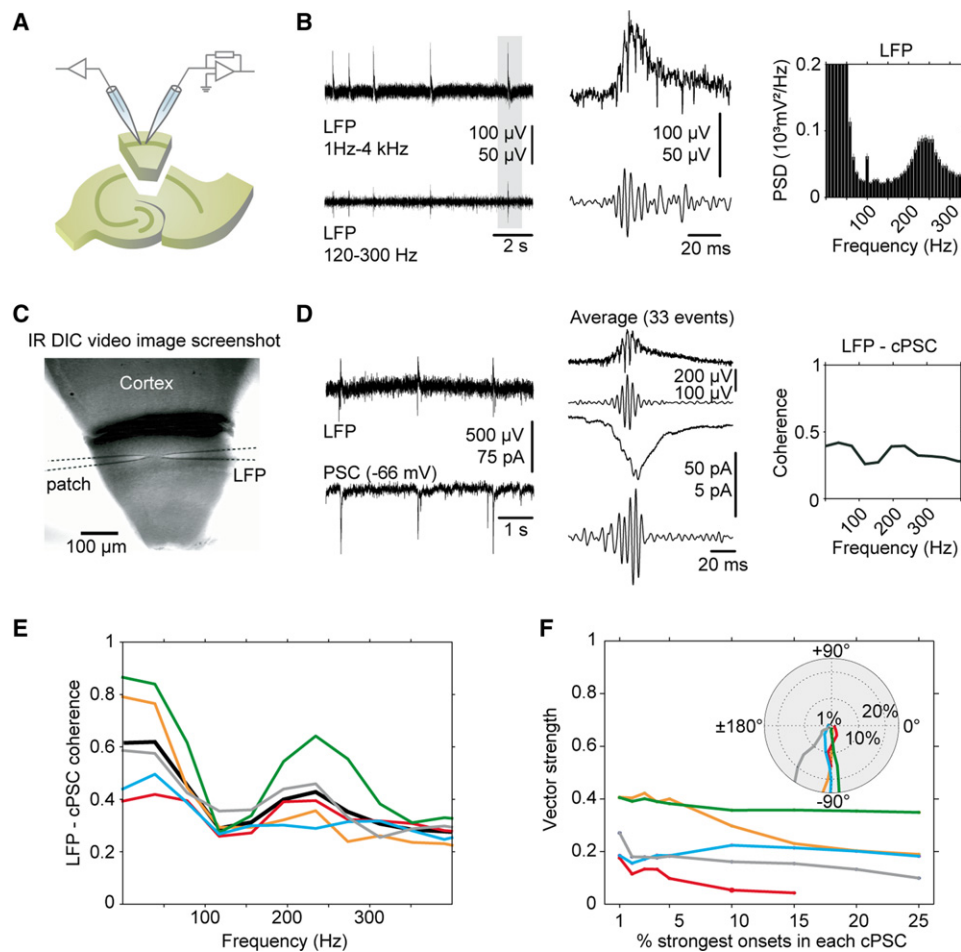 A
B
LFP
1Hz-4 kHz
100 µV
50 µV
LFP
120-300 Hz
2 s
100 µV
50 µV
20 ms
LFP
PSD (10³mV²/Hz)
0.2
0.1
0
100
200
300
Frequency (Hz)
C
IR DIC video image screenshot
Cortex
patch
LFP
100 µm
D
LFP
500 µV
75 pA
PSC (-66 mV)
1 s
Average (33 events)
200 µV
100 µV
50 pA
5 pA
20 ms
LFP - cPSC
Coherence
1
0.5
0
100
200
300
Frequency (Hz)
E
LFP - cPSC coherence
1
0.8
0.6
0.4
0.2
0
100
200
300
Frequency (Hz)
F
Vector strength
1
0.8
0.6
0.4
0.2
0
+90°
±180°
1%
20%
0°
10%
-90°
1
5
10
15
20
25
% strongest onsets in each cPSC